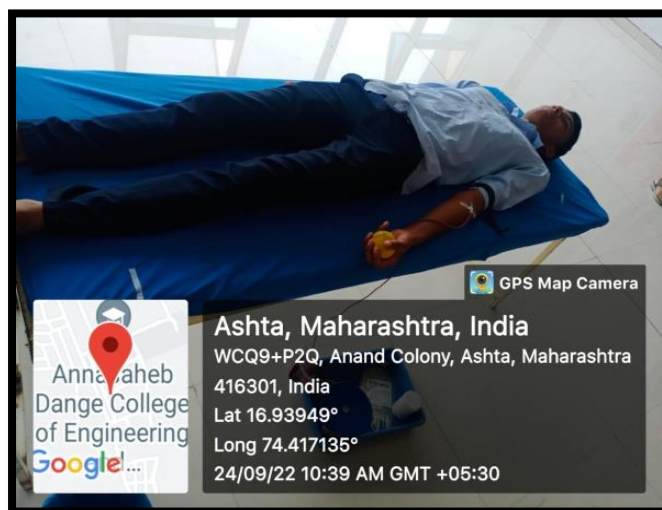 GPS Map Camera
Annasaheb
Dange College
of Engineering
Google
...
Ashta, Maharashtra, India
WCQ9+P2Q, Anand Colony, Ashta, Maharashtra
416301, India
Lat 16.93949°
Long 74.417135°
24/09/22 10:39 AM GMT +05:30